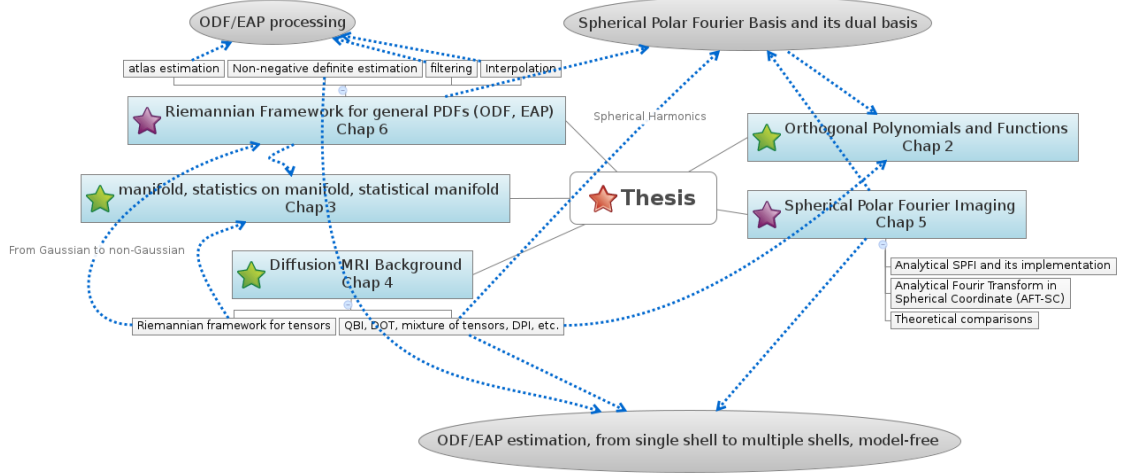 ODF/EAP processing
Spherical Polar Fourier Basis and its dual basis
atlas estimation
Non-negative definite estimation
filtering
Interpolation
Riemannian Framework for general PDFs (ODF, EAP)
Chap 6
Spherical Harmonics
Orthogonal Polynomials and Functions
Chap 2
manifold, statistics on manifold, statistical manifold
Chap 3
Thesis
Spherical Polar Fourier Imaging
Chap 5
From Gaussian to non-Gaussian
Diffusion MRI Background
Chap 4
Analytical SPFI and its implementation
Analytical Fourir Transform in
Spherical Coordinate (AFT-SC)
Theoretical comparisons
Riemannian framework for tensors
QBI, DOT, mixture of tensors, DPI, etc.
ODF/EAP estimation, from single shell to multiple shells, model-free